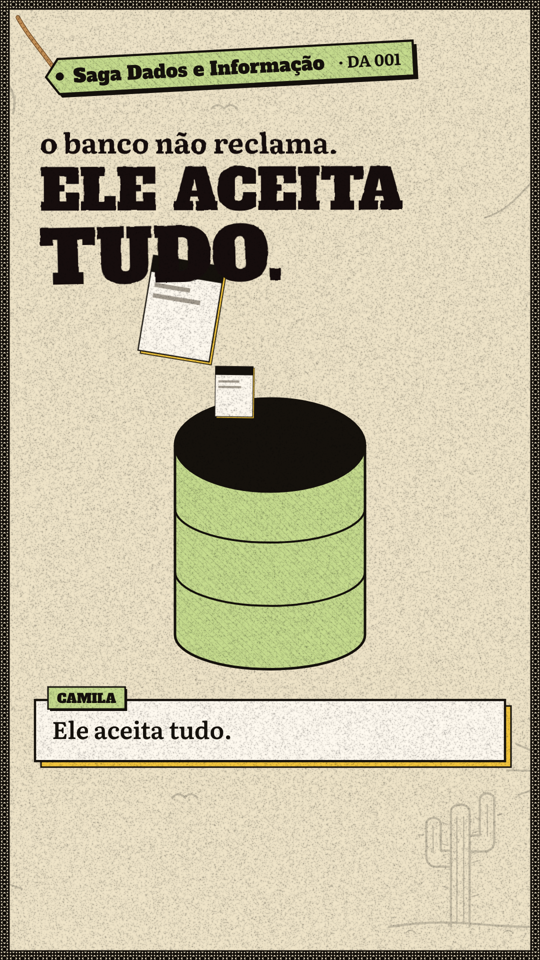 Saga Dados e Informação · DA 001
o banco não reclama.
ELE ACEITA
TUDO.
CAMILA
Ele aceita tudo.